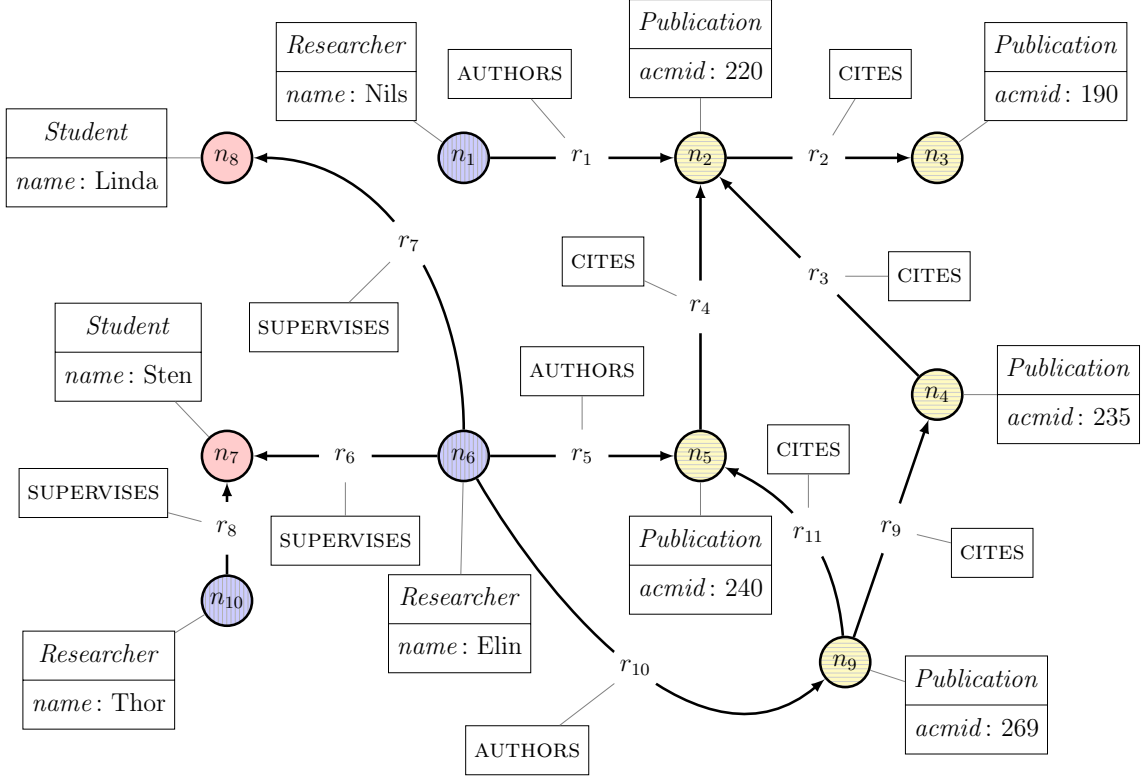 Publication
Researcher
Publication
AUTHORS
CITES
acmid: 220
name: Nils
acmid: 190
Student
n8
n1
r1
n2
r2
n3
name: Linda
r7
CITES
r3
CITES
r4
SUPERVISES
Student
AUTHORS
Publication
name: Sten
n4
acmid: 235
CITES
n7
r6
n6
r5
n5
SUPERVISES
r8
r11
r9
SUPERVISES
Publication
CITES
acmid: 240
n10
Researcher
name: Elin
Researcher
name: Thor
r10
n9
Publication
acmid: 269
AUTHORS